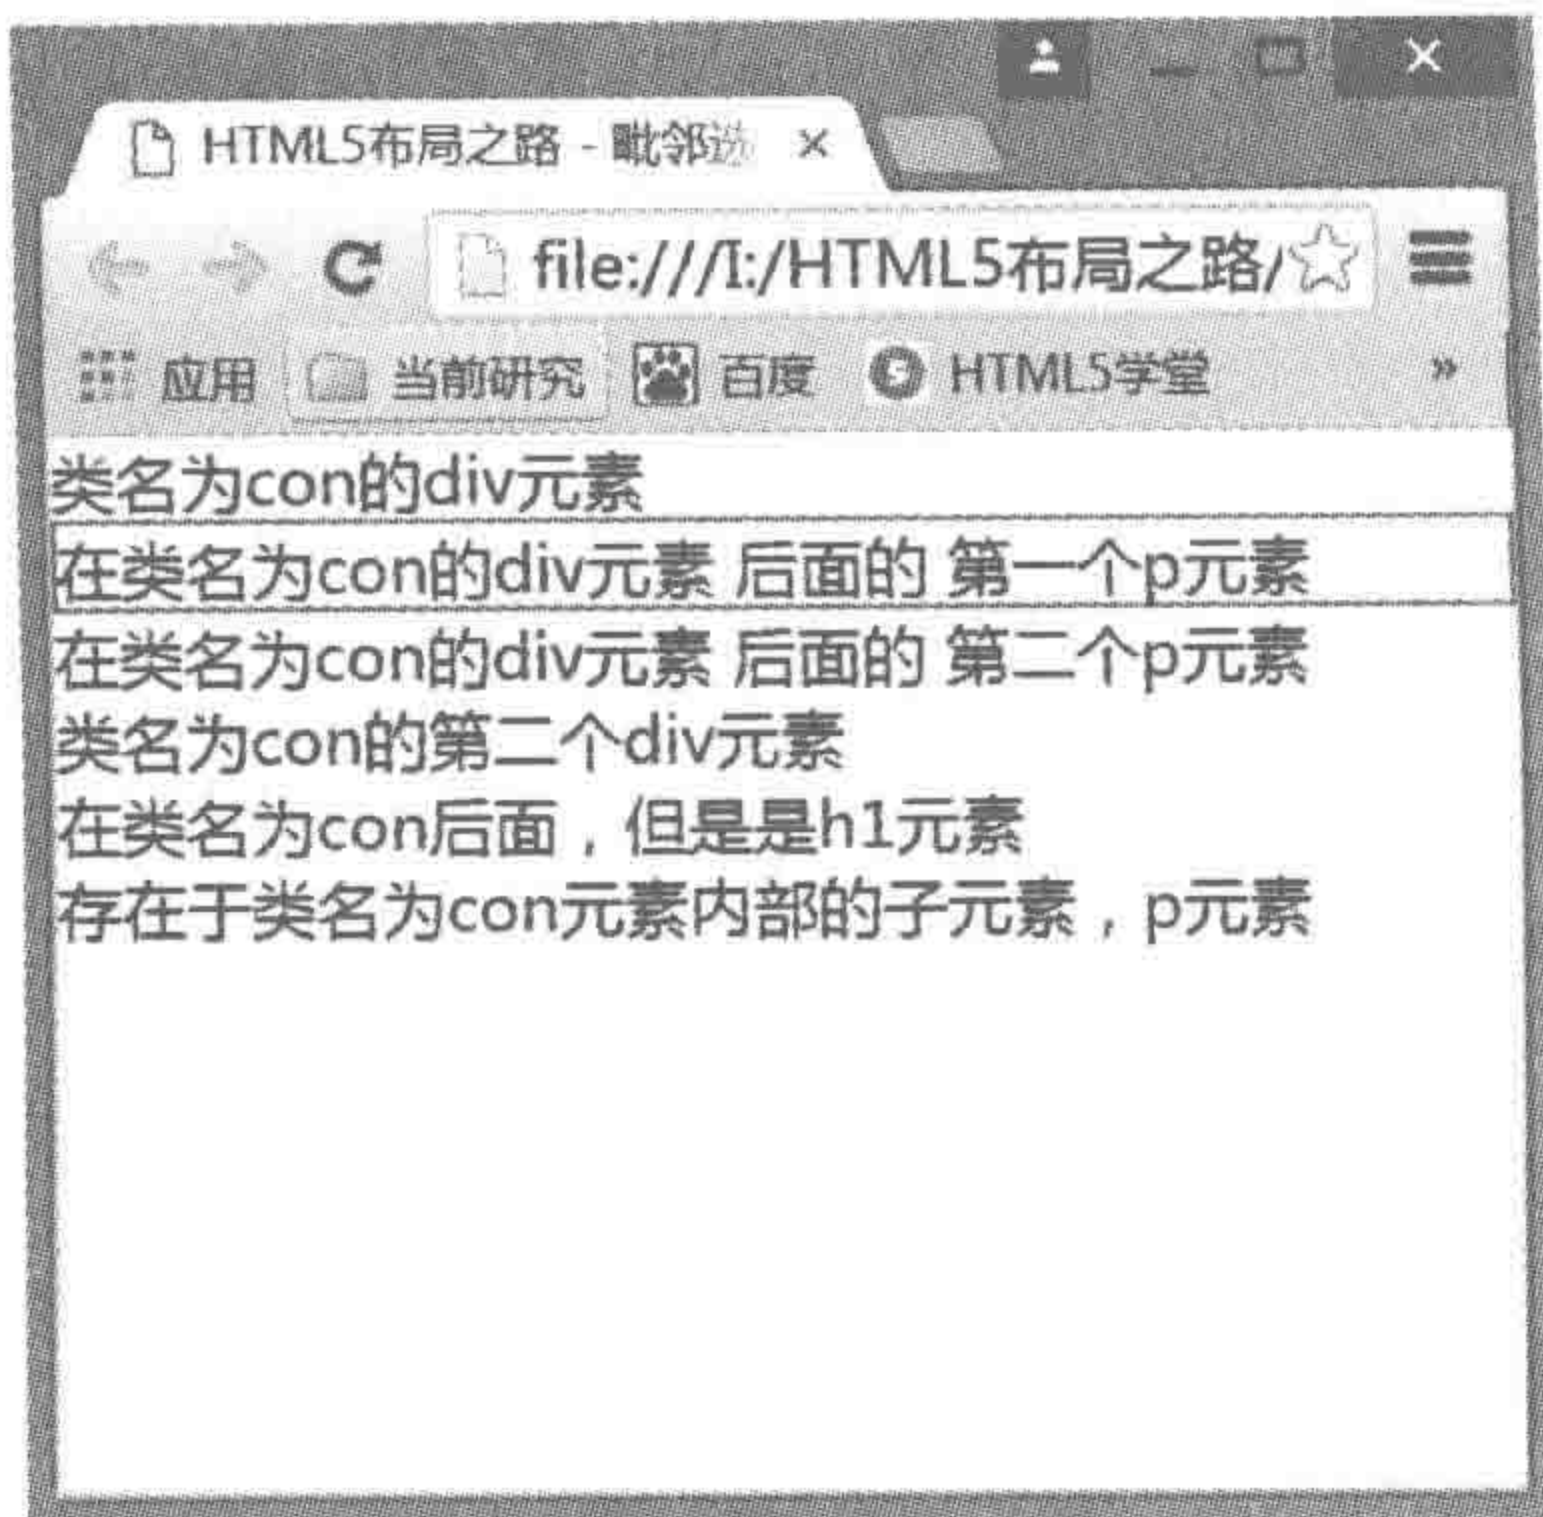 HTML5布局之路 - 毗邻选
file:///I:/HTML5布局之路/
应用 当前研究 百度 HTML5学堂 »
类名为con的div元素
在类名为con的div元素 后面的 第一个p元素
在类名为con的div元素 后面的 第二个p元素
类名为con的第二个div元素
在类名为con后面，但是是h1元素
存在于类名为con元素内部的子元素，p元素